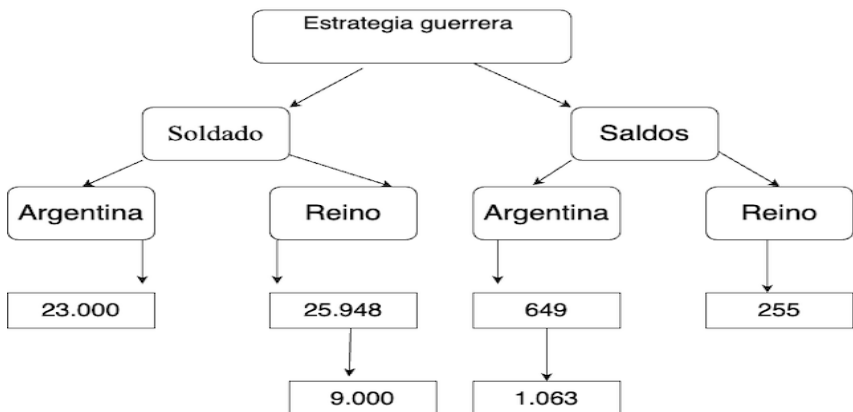 Estrategia guerrera
Soldado
Saldos
Argentina
Reino
Argentina
Reino
23.000
25.948
649
255
9.000
1.063